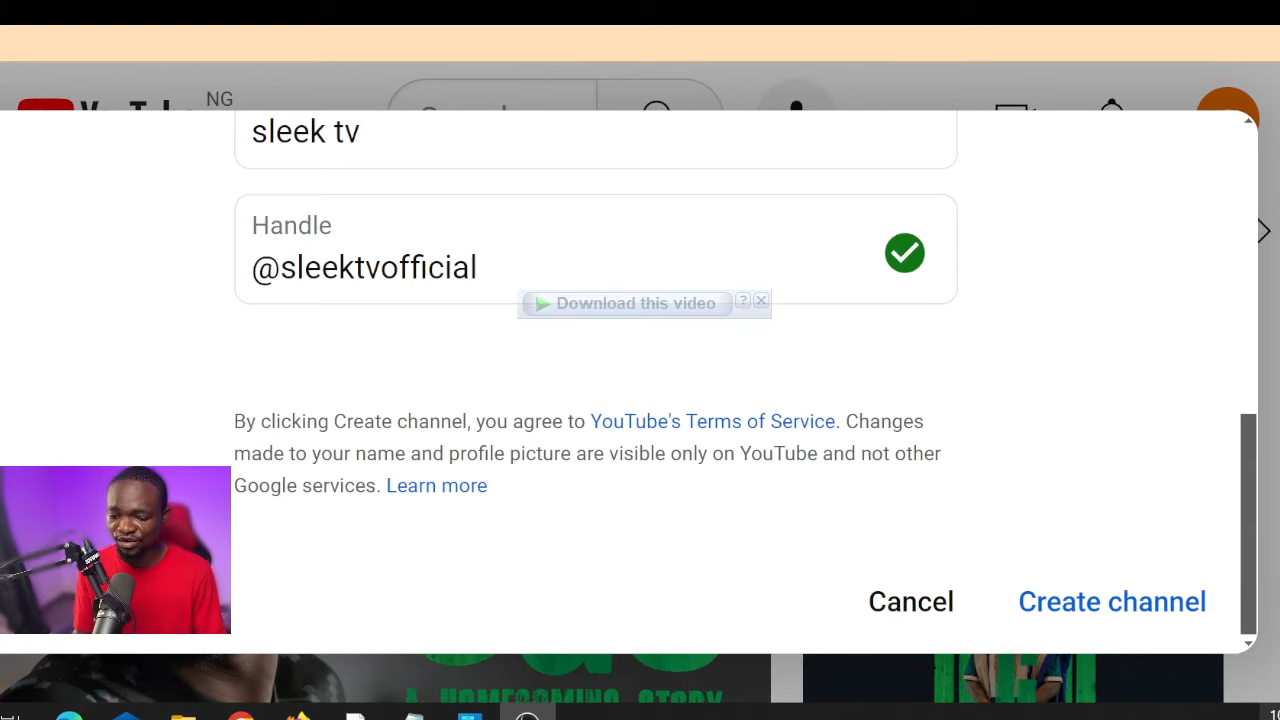 NG
sleek tv
Handle
@sleektvofficial
Download this video
?
By clicking Create channel, you agree to YouTube's Terms of Service. Changes
made to your name and profile picture are visible only on YouTube and not other
Google services. Learn more
Cancel
Create channel
A HOMECOMING STORY